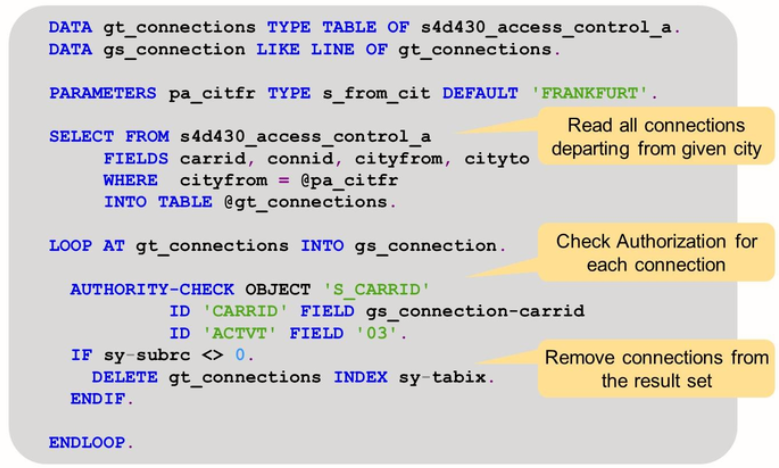 DATA gt_connections TYPE TABLE OF s4d430_access_control_a.
DATA gs_connection LIKE LINE OF gt_connections.
PARAMETERS pa_citfr TYPE s_from_cit DEFAULT 'FRANKFURT'.
SELECT FROM s4d430_access_control_a
FIELDS carrid, connid, cityfrom, cityto
WHERE cityfrom = @pa_citfr
INTO TABLE @gt_connections.
Read all connections
departing from given city
LOOP AT gt_connections INTO gs_connection.
Check Authorization for
each connection
AUTHORITY-CHECK OBJECT 'S_CARRID'
ID 'CARRID' FIELD gs_connection-carrid
ID 'ACTVT' FIELD '03'.
IF sy-subrc <> 0.
DELETE gt_connections INDEX sy-tabix.
ENDIF.
Remove connections from
the result set
ENDLOOP.